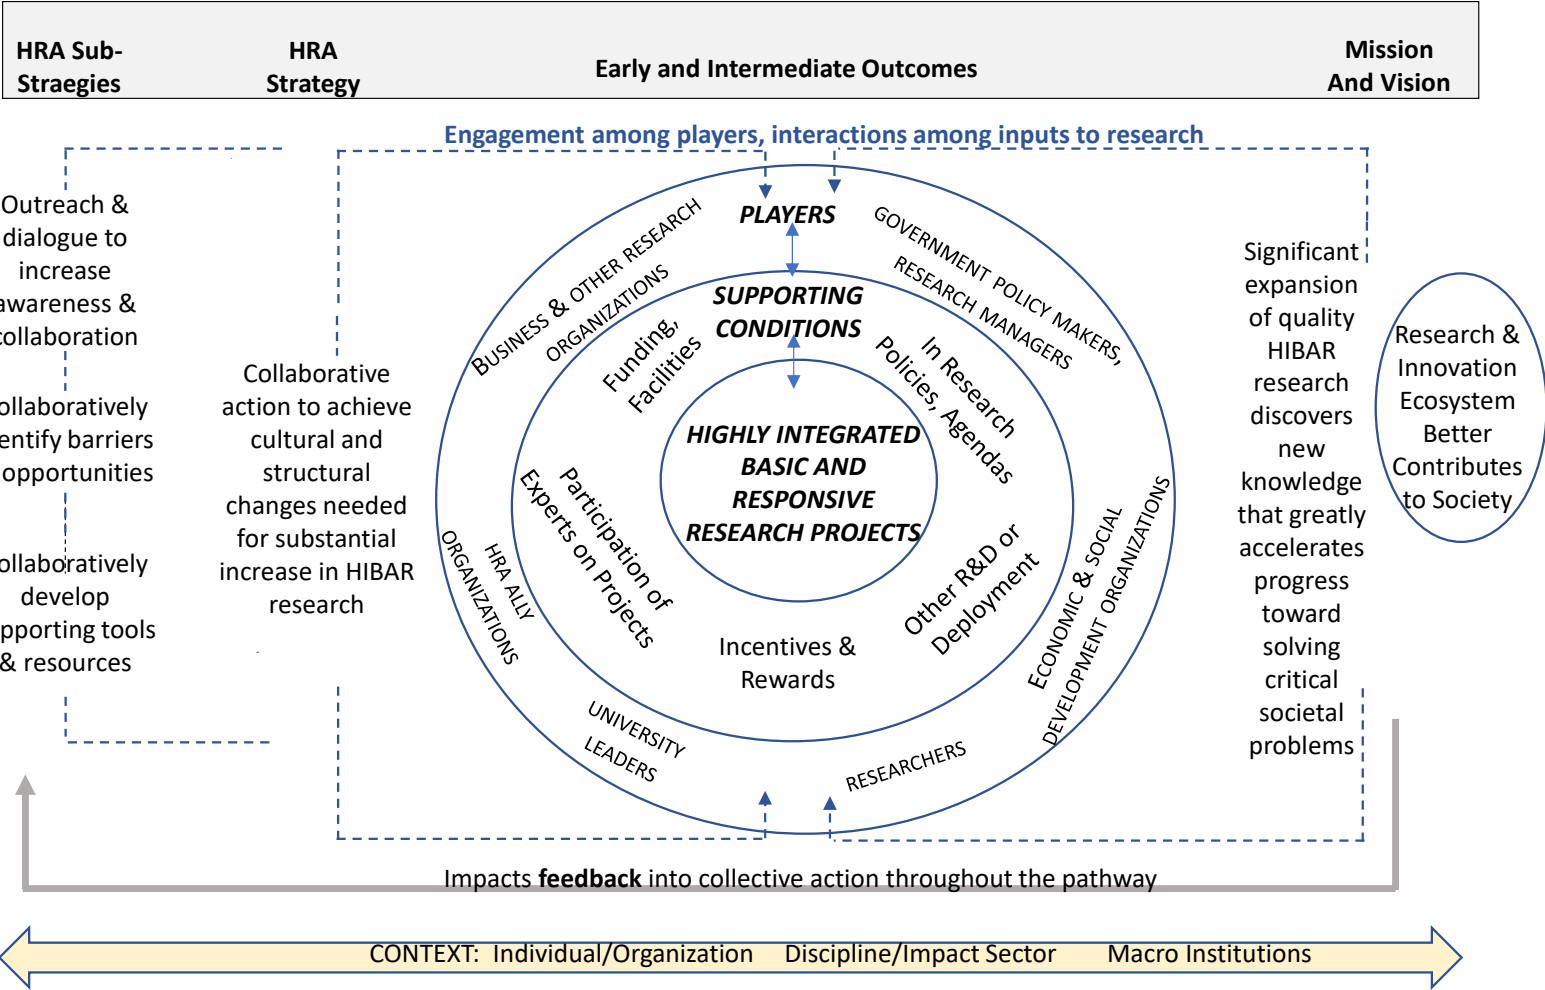 HRA Sub-
Straegies
HRA
Strategy
Early and Intermediate Outcomes
Mission
And Vision
Engagement among players, interactions among inputs to research
Outreach &
dialogue to
increase
awareness &
collaboration
ollaboratively
entify barriers
opportunities
ollaboratively
develop
pporting tools
& resources
Collaborative
action to achieve
cultural and
structural
changes needed
for substantial
increase in HIBAR
research
PLAYERS
BUSINESS & OTHER RESEARCH
ORGANIZATIONS
GOVERNMENT POLICY MAKERS,
RESEARCH MANAGERS
SUPPORTING
CONDITIONS
Funding,
Facilities
In Research
Policies, Agendas
HIGHLY INTEGRATED
BASIC AND
RESPONSIVE
RESEARCH PROJECTS
Participation of
Experts on Projects
Other R&D or
Deployment
Incentives &
Rewards
HRA ALLY
ORGANIZATIONS
ECONOMIC & SOCIAL
DEVELOPMENT ORGANIZATIONS
UNIVERSITY
LEADERS
RESEARCHERS
Significant
expansion
of quality
HIBAR
research
discovers
new
knowledge
that greatly
accelerates
progress
toward
solving
critical
societal
problems
Research &
Innovation
Ecosystem
Better
Contributes
to Society
Impacts feedback into collective action throughout the pathway
CONTEXT: Individual/Organization Discipline/Impact Sector Macro Institutions